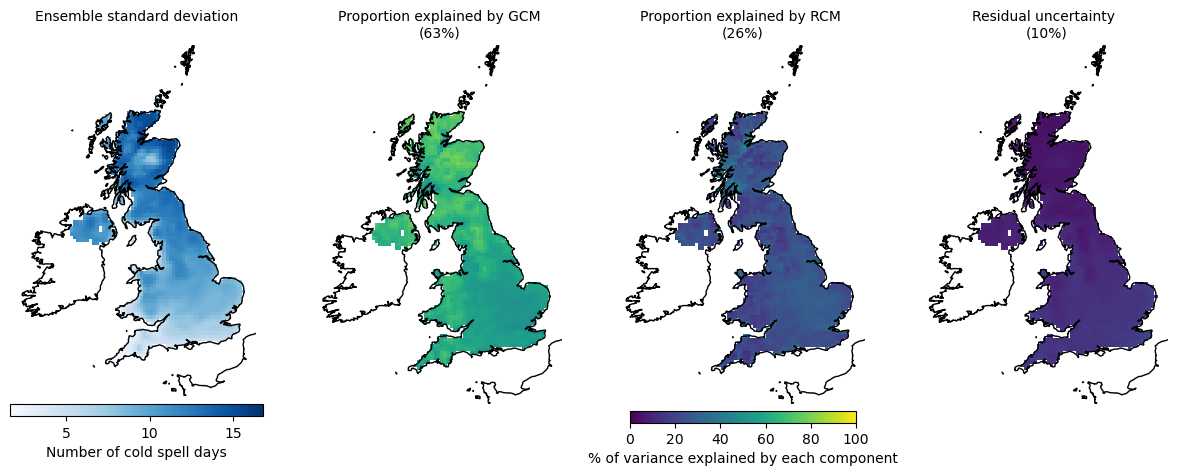 Ensemble standard deviation
Proportion explained by GCM
(63%)
Proportion explained by RCM
(26%)
Residual uncertainty
(10%)
5 10 15
Number of cold spell days
0 20 40 60 80 100
% of variance explained by each component